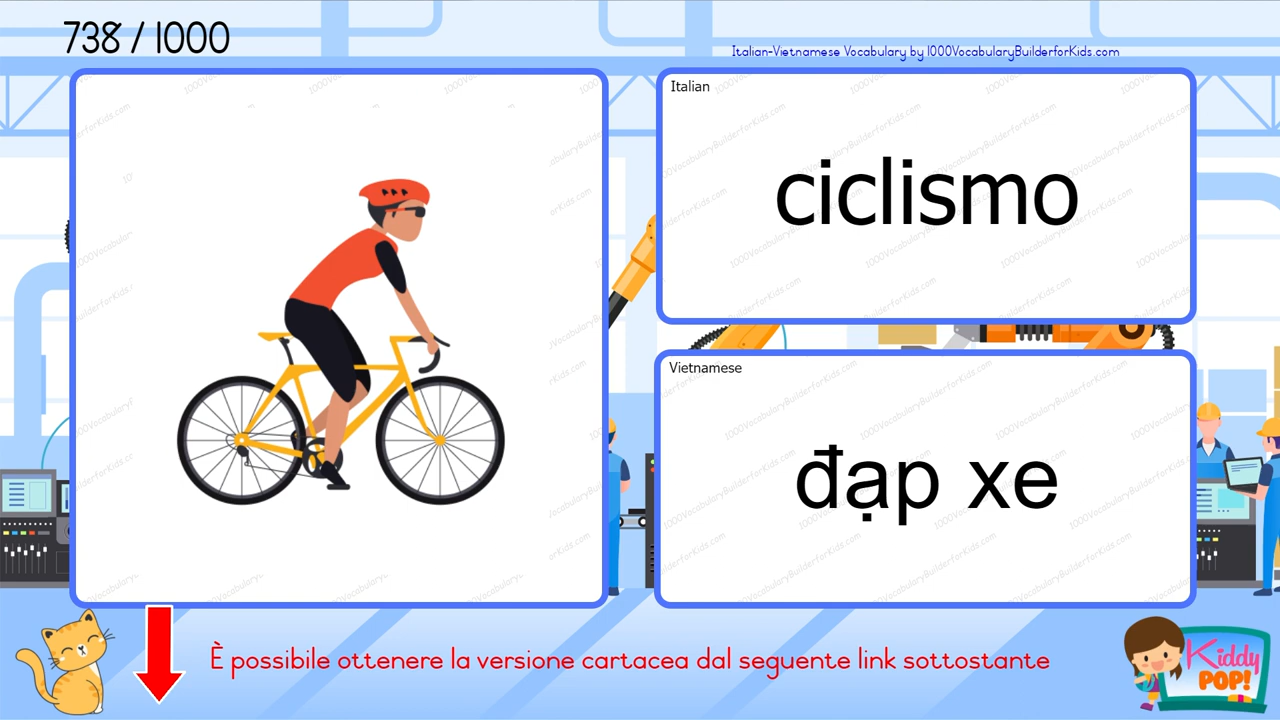 738 / 1000
Italian-Vietnamese Vocabulary by 1000VocabularyBuilderforKids.com
Italian
ciclismo
Vietnamese
đạp xe
È possibile ottenere la versione cartacea dal seguente link sottostante
Kiddy
POP!